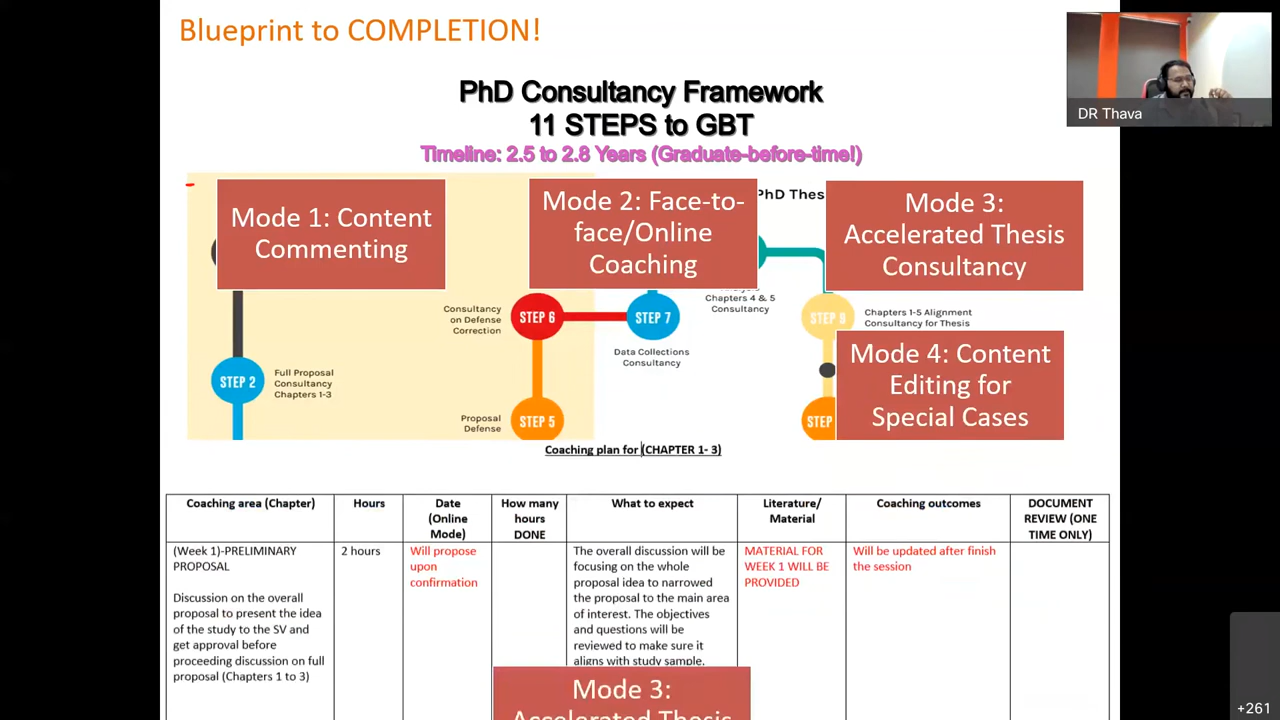 Blueprint to COMPLETION!
DR Thava
PhD Consultancy Framework
11 STEPS to GBT
Timeline: 2.5 to 2.8 Years (Graduate-before-time!)
Mode 1: Content
Commenting
Mode 2: Face-to-
face/Online
Coaching
PhD Thes
Mode 3:
Accelerated Thesis
Consultancy
Chapters 4 & 5
Consultancy
Consultancy
on Defense
Correction
STEP 6
STEP 7
Data Collections
Consultancy
STEP 9
Chapters 1-5 Alignment
Consultancy for Thesis
Mode 4: Content
Editing for
Special Cases
STEP 2
Full Proposal
Consultancy
Chapters 1-3
Proposal
Defense
STEP 5
STEP
Coaching plan for (CHAPTER 1- 3)
Coaching area (Chapter)
Hours
Date
(Online
Mode)
How many
hours
DONE
What to expect
Literature/
Material
Coaching outcomes
DOCUMENT
REVIEW (ONE
TIME ONLY)
(Week 1)-PRELIMINARY
PROPOSAL
Discussion on the overall
proposal to present the idea
of the study to the SV and
get approval before
proceeding discussion on full
proposal (Chapters 1 to 3)
2 hours
Will propose
upon
confirmation
The overall discussion will be
focusing on the whole
proposal idea to narrowed
the proposal to the main area
of interest. The objectives
and questions will be
reviewed to make sure it
aligns with study sample.
MATERIAL FOR
WEEK 1 WILL BE
PROVIDED
Will be updated after finish
the session
Mode 3:
Accelerated Thesis
+261